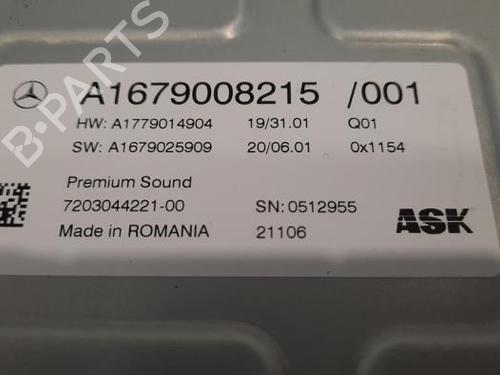 B-PARTS
A1679008215 /001
HW: A1779014904 19/31.01 Q01
SW: A1679025909 20/06.01 0x1154
Premium Sound
7203044221-00 SN: 0512955
Made in ROMANIA 21106 ASK